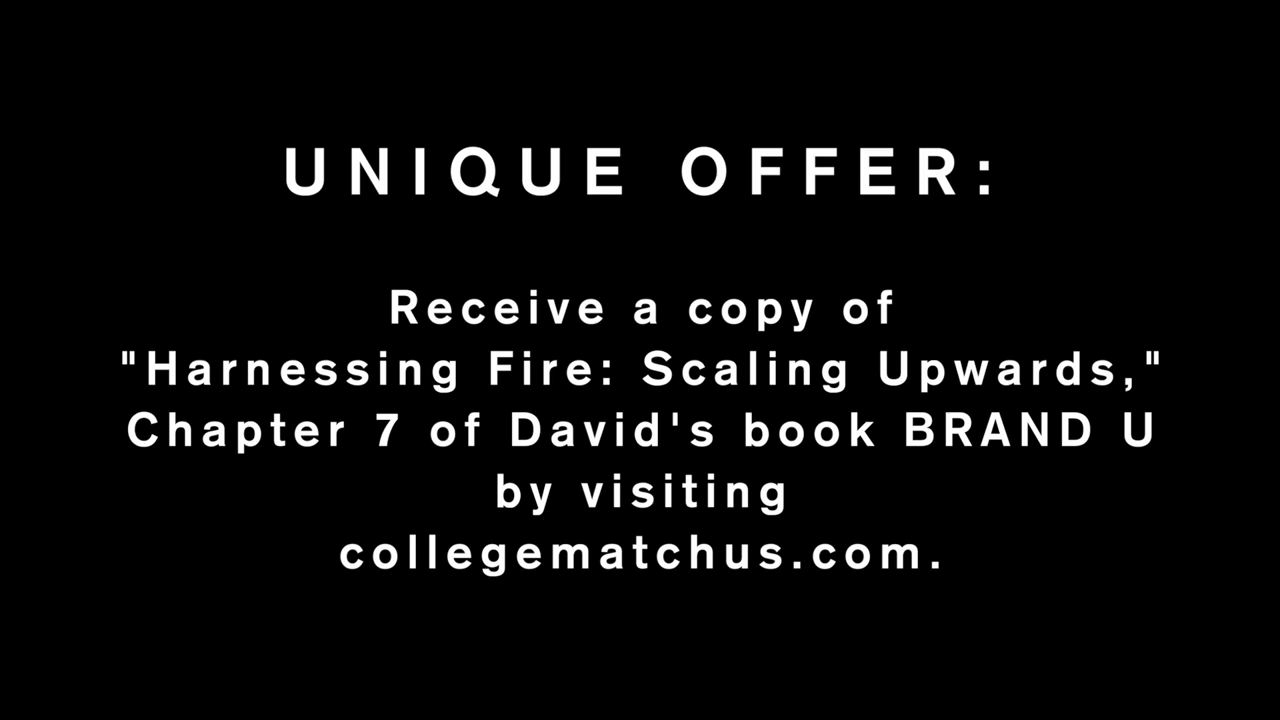 UNIQUE OFFER:
Receive a copy of
"Harnessing Fire: Scaling Upwards,"
Chapter 7 of David's book BRAND U
by visiting
collegematchus.com.